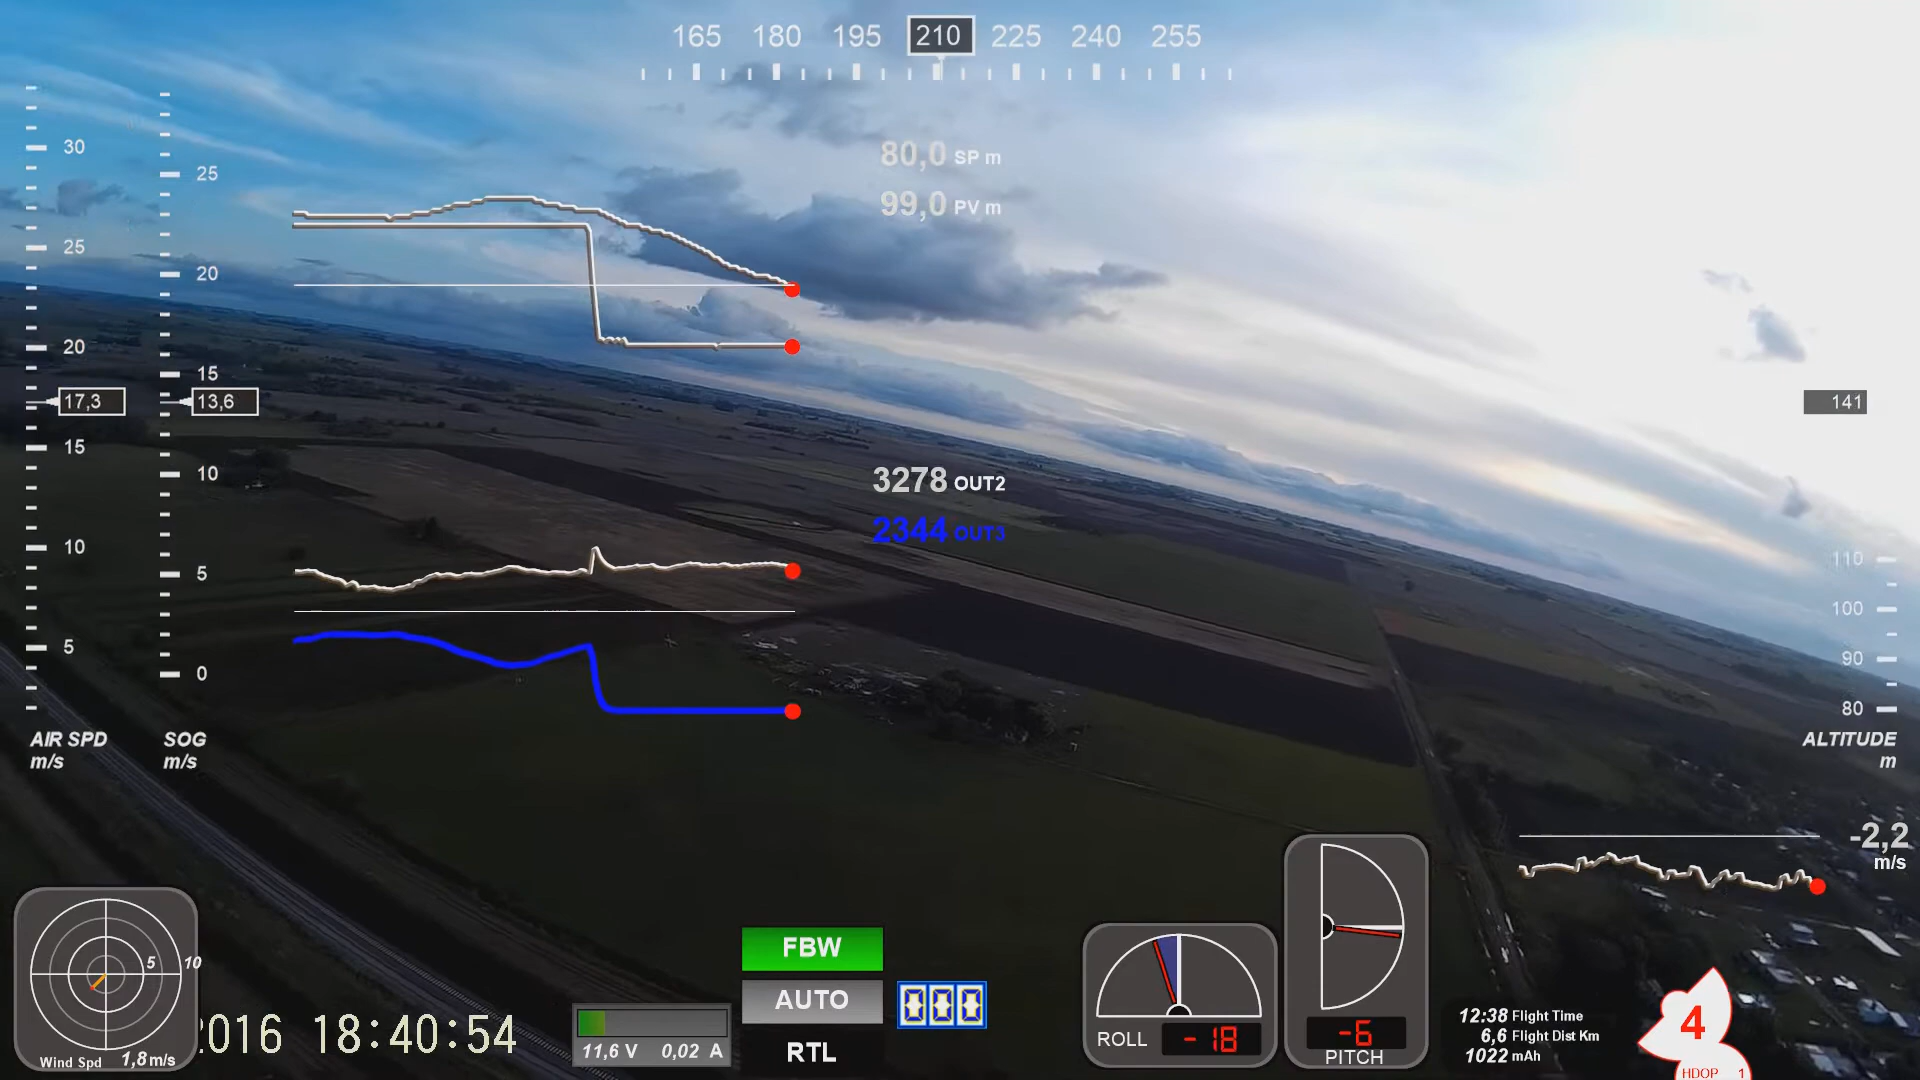 165 180 195 210 225 240 255
80,0 SP m
99,0 PV m
30
25
20
17,3
15
10
5
AIR SPD
m/s
25
20
15
13,6
10
5
0
SOG
m/s
3278 OUT2
2344 OUT3
141
110
100
90
80
ALTITUDE
m
-2,2
m/s
5 10
Wind Spd 1,8 m/s
2016 18:40:54
11,6 V 0,02 A
FBW
AUTO
RTL
000
ROLL -18
-6
PITCH
12:38 Flight Time
6,6 Flight Dist Km
1022 mAh
4
HDOP 1